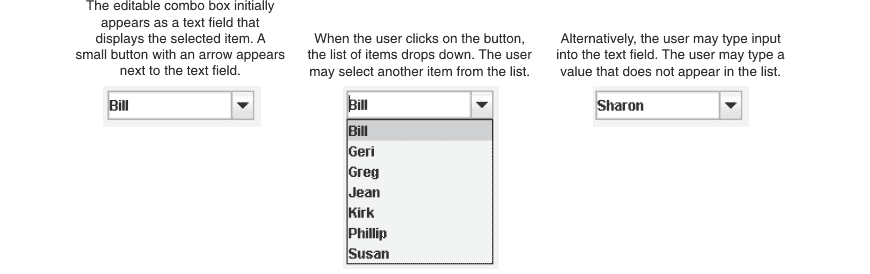 The editable combo box initially
appears as a text field that
displays the selected item. A
small button with an arrow appears
next to the text field.
Bill
When the user clicks on the button,
the list of items drops down. The user
may select another item from the list.
Bill
Bill
Geri
Greg
Jean
Kirk
Phillip
Susan
Alternatively, the user may type input
into the text field. The user may type a
value that does not appear in the list.
Sharon